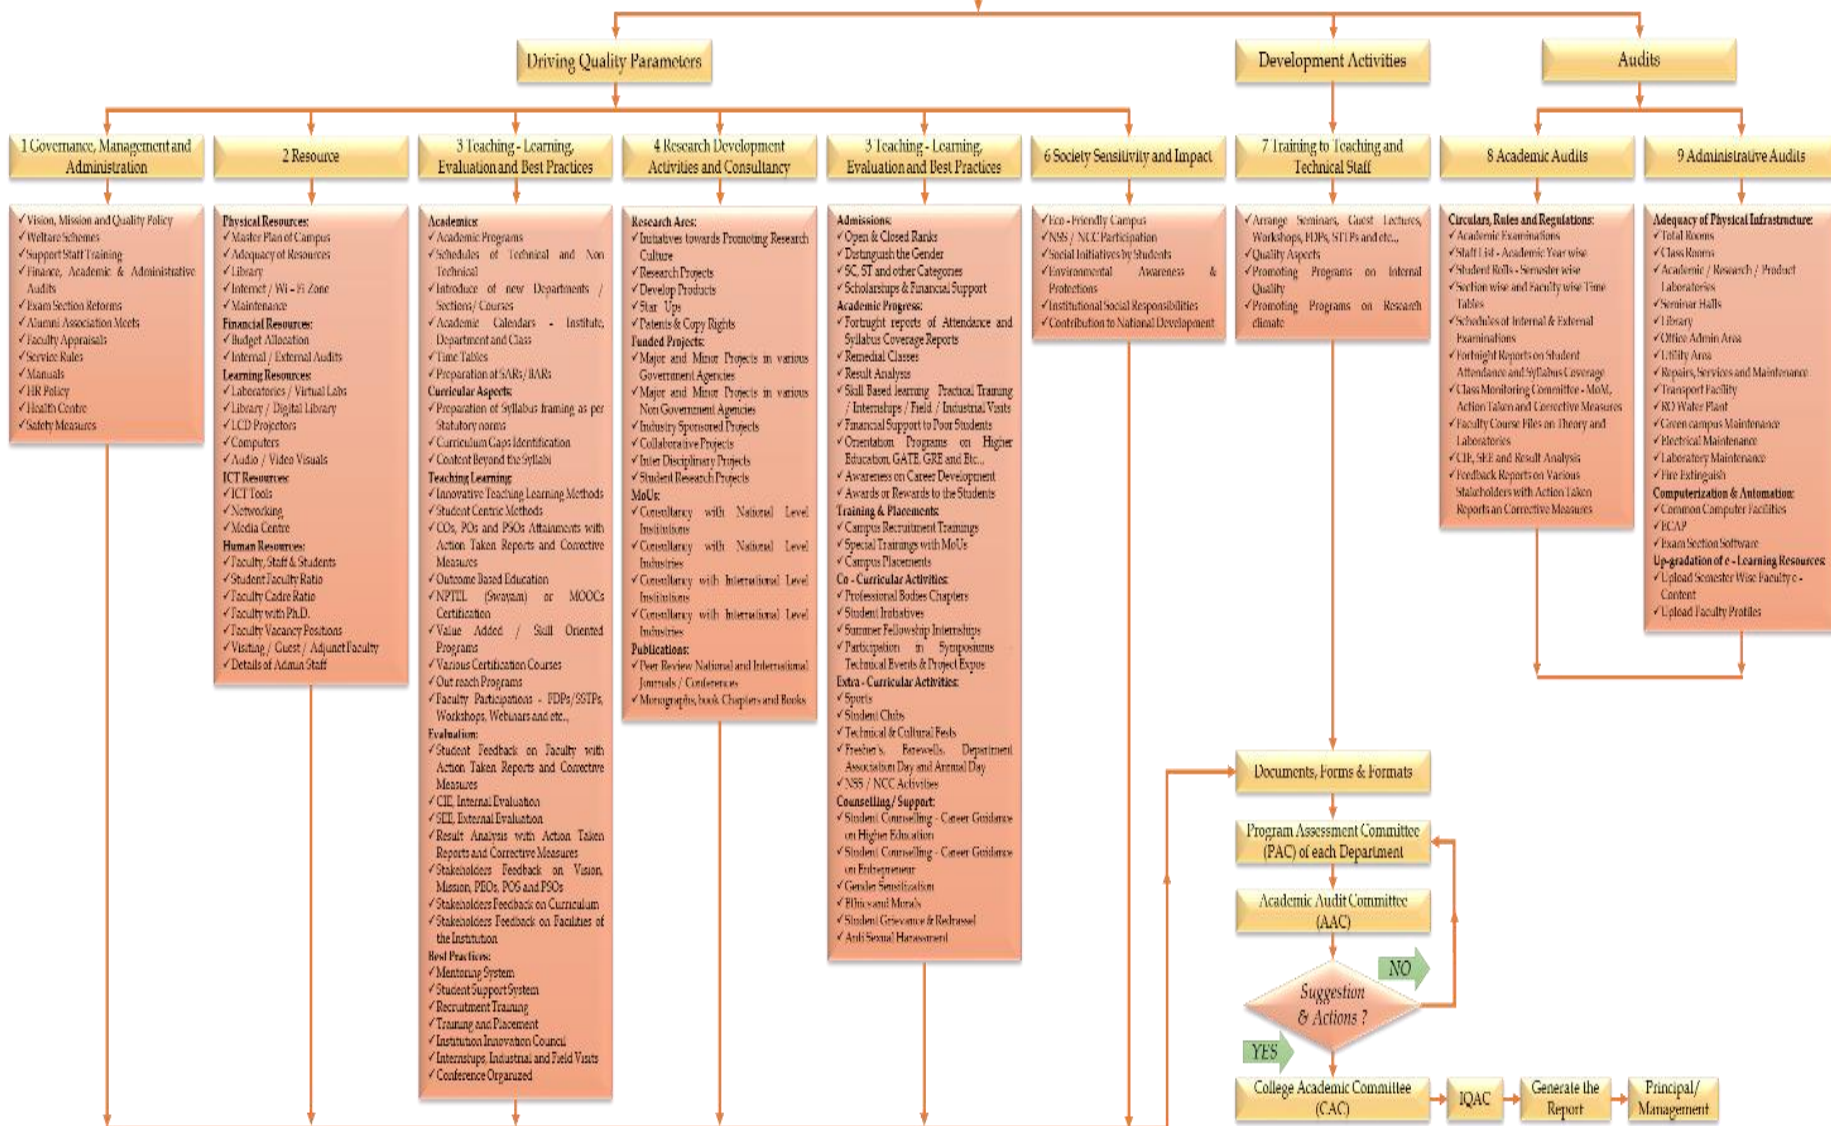 Driving Quality Parameters
Development Activities
Audits
1 Governance, Management and
Administration
2 Resource
3 Teaching - Learning,
Evaluation and Best Practices
4 Research Development
Activities and Consultancy
3 Teaching - Learning,
Evaluation and Best Practices
6 Society Sensitivity and Impact
7 Training to Teaching and
Technical Staff
8 Academic Audits
9 Administrative Audits
✓Vision, Mission and Quality Policy
✓Welfare Schemes
✓Support Staff Training
✓Finance, Academic & Administrative
Audits
✓Exam Section Reforms
✓Alumni Association Meets
✓Faculty Appraisals
✓Service Rules
✓Manuals
✓HR Policy
✓Health Centre
✓Safety Measures
Physical Resources:
✓Master Plan of Campus
✓Adequacy of Resources
✓Library
✓Internet / Wi - Fi Zone
✓Maintenance
Financial Resources:
✓Budget Allocation
✓Internal / External Audits
Learning Resources:
✓Laboratories / Virtual Labs
✓Library / Digital Library
✓LCD Projectors
✓Computers
✓Audio / Video Visuals
ICT Resources:
✓ICT Tools
✓Networking
✓Media Centre
Human Resources:
✓Faculty, Staff & Students
✓Student Faculty Ratio
✓Faculty Cadre Ratio
✓Faculty with Ph.D.
✓Faculty Vacancy Positions
✓Visiting / Guest / Adjunct Faculty
✓Details of Admin Staff
Academics:
✓Academic Programs
✓Schedules of Technical and Non
Technical
✓Introduce of new Departments /
Sections/ Courses
✓Academic Calendars - Institute,
Department and Class
✓Time Tables
✓Preparation of SARs/BARs
Curricular Aspects:
✓Preparation of Syllabus framing as per
Statutory norms
✓Curriculum Gaps Identification
✓Content Beyond the Syllabi
Teaching Learning:
✓Innovative Teaching Learning Methods
✓Student Centric Methods
✓COs, POs and PSOs Attainments with
Action Taken Reports and Corrective
Measures
✓Outcome Based Education
✓NPTEL (Swayam) or MOOCs
Certification
✓Value Added / Skill Oriented
Programs
✓Various Certification Courses
✓Out reach Programs
✓Faculty Participations - FDPs/SSTPs,
Workshops, Webinars and etc..,
Evaluation:
✓Student Feedback on Faculty with
Action Taken Reports and Corrective
Measures
✓CIE, Internal Evaluation
✓SEE, External Evaluation
✓Result Analysis with Action Taken
Reports and Corrective Measures
✓Stakeholders Feedback on Vision,
Mission, PEOs, POS and PSOs
✓Stakeholders Feedback on Curriculum
✓Stakeholders Feedback on Facilities of
the Institution
Best Practices:
✓Mentoring System
✓Student Support System
✓Recruitment Training
✓Training and Placement
✓Institution Innovation Council
✓Internships, Industrial and Field Visits
✓Conference Organized
Research Ares:
✓Initiatives towards Promoting Research
Culture
✓Research Projects
✓Develop Products
✓Star Ups
✓Patents & Copy Rights
Funded Projects:
✓Major and Minor Projects in various
Government Agencies
✓Major and Minor Projects in various
Non Government Agencies
✓Industry Sponsored Projects
✓Collaborative Projects
✓Inter Disciplinary Projects
✓Student Research Projects
MoUs:
✓Consultancy with National Level
Institutions
✓Consultancy with National Level
Industries
✓Consultancy with International Level
Institutions
✓Consultancy with International Level
Industries
Publications:
✓Peer Review National and International
Journals / Conferences
✓Monographs, book Chapters and Books
Admissions:
✓Open & Closed Ranks
✓Distinguish the Gender
✓SC, ST and other Categories
✓Scholarships & Financial Support
Academic Progress:
✓Fortnight reports of Attendance and
Syllabus Coverage Reports
✓Remedial Classes
✓Result Analysis
✓Skill Based learning Practical Training
/ Internships / Field / Industrial Visits
✓Financial Support to Poor Students
✓Orientation Programs on Higher
Education, GATE, GRE and Etc...
✓Awareness on Career Development
✓Awards or Rewards to the Students
Training & Placements:
✓Campus Recruitment Trainings
✓Special Trainings with MoUs
✓Campus Placements
Co - Curricular Activities:
✓Professional Bodies Chapters
✓Student Initiatives
✓Summer Fellowship Internships
✓Participation in Symposiums
Technical Events & Project Expos
Extra - Curricular Activities:
✓Sports
✓Student Clubs
✓Technical & Cultural Fests
✓Fresher's, Farewells, Department
Association Day and Annual Day
✓NSS / NCC Activities
Counselling/ Support:
✓Student Counselling - Career Guidance
on Higher Education
✓Student Counselling - Career Guidance
on Entrepreneur
✓Gender Sensitization
✓Ethics and Morals
✓Student Grievance & Redrassel
✓Anti Sexual Harassment
✓Eco - Friendly Campus
✓NSS / NCC Participation
✓Social Initiatives by Students
✓Environmental Awareness &
Protections
✓Institutional Social Responsibilities
✓Contribution to National Development
✓Arrange Seminars, Guest Lectures,
Workshops, FDPs, STTPs and etc..,
✓Quality Aspects
✓Promoting Programs on Internal
Quality
✓Promoting Programs on Research
climate
Circulars, Rules and Regulations:
✓Academic Examinations
✓Staff List - Academic Year wise
✓Student Rolls - Semester wise
✓Section wise and Faculty wise Time
Tables
✓Schedules of Internal & External
Examinations
✓Fortnight Reports on Student
Attendance and Syllabus Coverage
✓Class Monitoring Committee - MoM,
Action Taken and Corrective Measures
✓Faculty Course Files on Theory and
Laboratories
✓CIE, SEE and Result Analysis
✓Feedback Reports on Various
Stakeholders with Action Taken
Reports an Corrective Measures
Adequacy of Physical Infrastructure:
✓Total Rooms
✓Class Rooms
✓Academic / Research / Product
Laboratories
✓Seminar Halls
✓Library
✓Office Admin Area
✓Utility Area
✓Repairs, Services and Maintenance
✓Transport Facility
✓RO Water Plant
✓Green campus Maintenance
✓Electrical Maintenance
✓Laboratory Maintenance
✓Fire Extinguish
Computerization & Automation:
✓Common Computer Facilities
✓ECAP
✓Exam Section Software
Up-gradation of e - Learning Resources:
✓Upload Semester Wise Faculty e -
Content
✓Upload Faculty Profiles
Documents, Forms & Formats
Program Assessment Committee
(PAC) of each Department
Academic Audit Committee
(AAC)
NO
Suggestion
& Actions ?
YES
College Academic Committee
(CAC)
IQAC
Generate the
Report
Principal/
Management